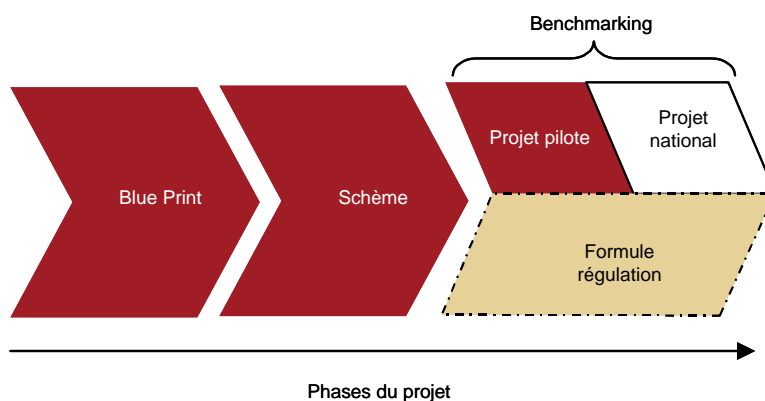 Benchmarking
Projet pilote
Projet
national
Blue Print
Schème
Formule
régulation
Phases du projet